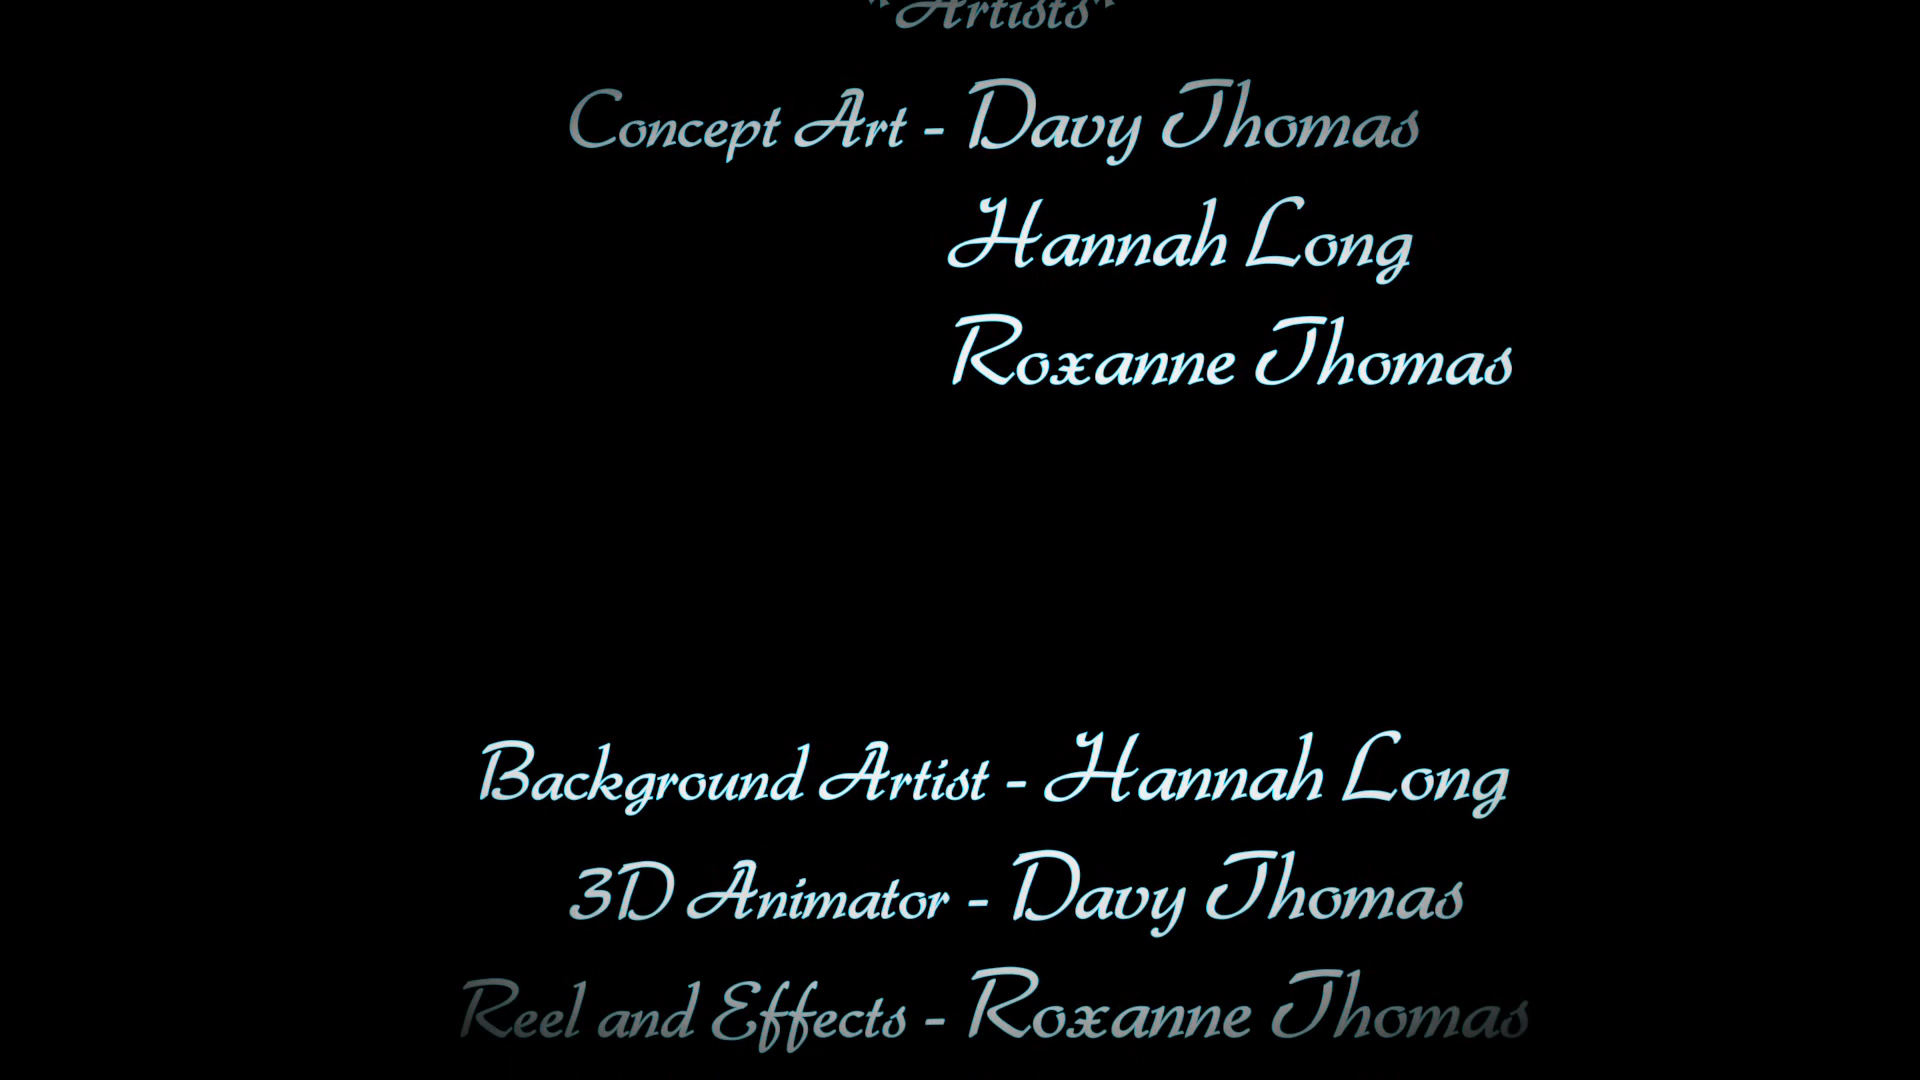 "Artists"
Concept Art - Davy Thomas
Hannah Long
Roxanne Thomas
Background Artist - Hannah Long
3D Animator - Davy Thomas
Reel and Effects - Roxanne Thomas